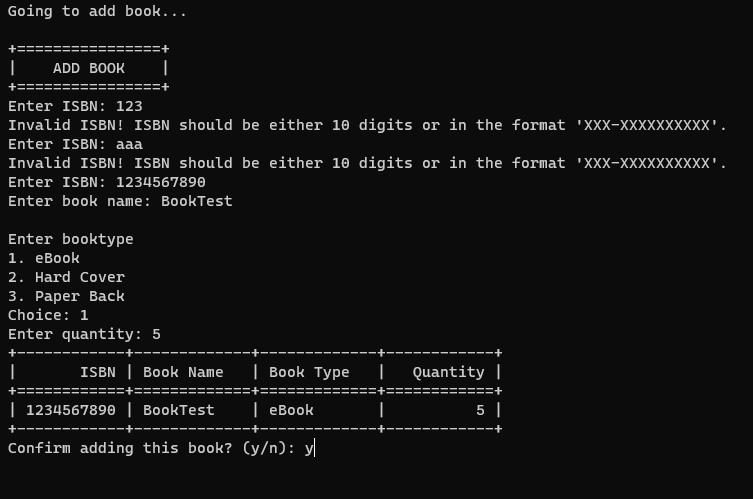 Going to add book...
+================+
|    ADD BOOK    |
+================+
Enter ISBN: 123
Invalid ISBN! ISBN should be either 10 digits or in the format 'XXX-XXXXXXXXXX'.
Enter ISBN: aaa
Invalid ISBN! ISBN should be either 10 digits or in the format 'XXX-XXXXXXXXXX'.
Enter ISBN: 1234567890
Enter book name: BookTest

Enter booktype
1. eBook
2. Hard Cover
3. Paper Back
Choice: 1
Enter quantity: 5
+------------+-------------+-------------+------------+
|       ISBN | Book Name   | Book Type   |   Quantity |
+============+=============+=============+============+
| 1234567890 | BookTest    | eBook       |          5 |
+------------+-------------+-------------+------------+
Confirm adding this book? (y/n): y